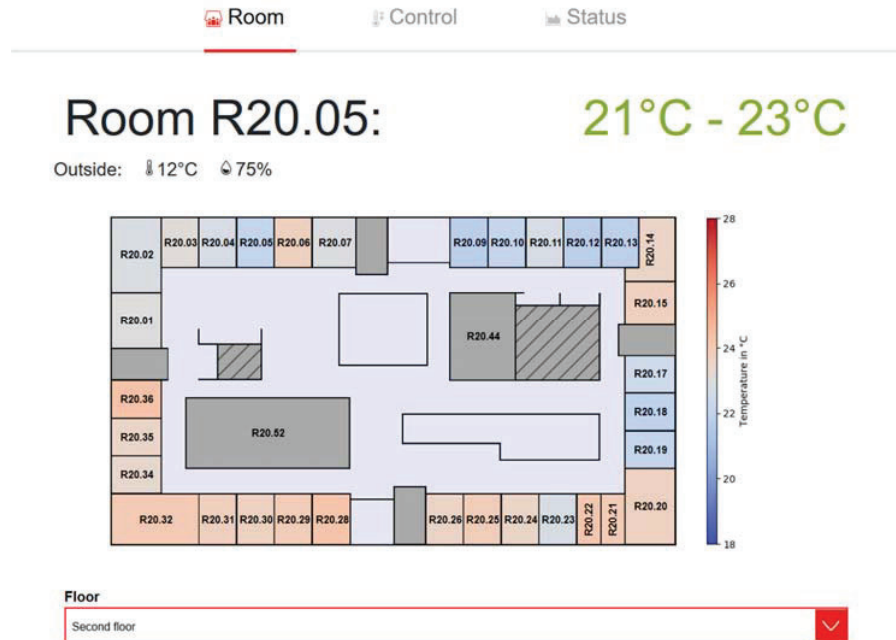 Room Control Status
Room R20.05: 21°C - 23°C
Outside: 12°C 75%
R20.02 R20.03 R20.04 R20.05 R20.06 R20.07 R20.09 R20.10 R20.11 R20.12 R20.13 R20.14
28
26
24
22
20
18
Temperature in °C
R20.01
R20.15
R20.44
R20.17
R20.36
R20.18
R20.35
R20.52
R20.19
R20.34
R20.32 R20.31 R20.30 R20.29 R20.28 R20.26 R20.25 R20.24 R20.23 R20.22 R20.21 R20.20
Floor
Second floor